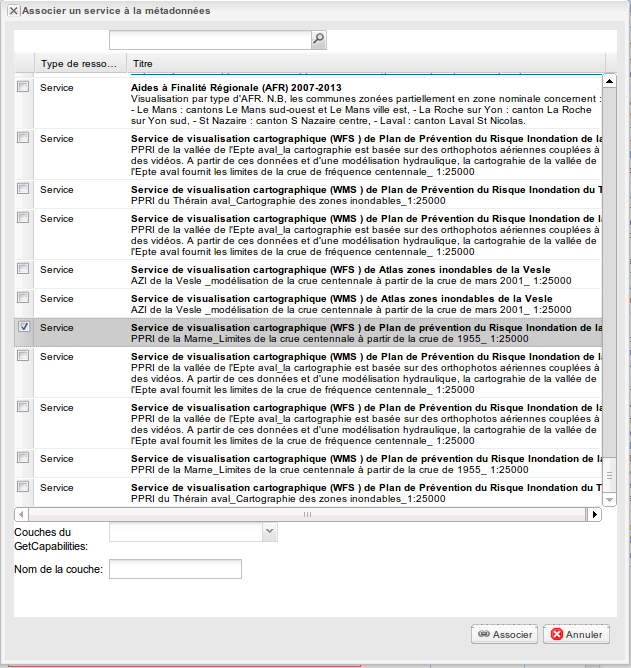 Associer un service à la métadonnées
Type de resso... Titre
Service Aides à Finalité Régionale (AFR) 2007-2013
Visualisation par type d'AFR. N.B, les communes zonées partiellement en zone nominale concernent :
- Le Mans : cantons Le Mans sud-ouest et Le Mans ville est, - La Roche sur Yon : canton La Roche
sur Yon sud, - St Nazaire : canton S Nazaire centre, - Laval : canton Laval St Nicolas.
Service Service de visualisation cartographique (WFS ) de Plan de Prévention du Risque Inondation de la
PPRI de la vallée de l'Epte aval_la cartographie est basée sur des orthophotos aériennes couplées à
des vidéos. A partir de ces données et d'une modélisation hydraulique, la cartograhie de la vallée de
l'Epte aval fournit les limites de la crue de fréquence centennale_ 1:25000
Service Service de visualisation cartographique (WMS ) de Plan de Prévention du Risque Inondation du T
PPRI du Thérain aval_Cartographie des zones inondables_1:25000
Service Service de visualisation cartographique (WMS ) de Plan de Prévention du Risque Inondation de la
PPRI de la vallée de l'Epte aval_la cartographie est basée sur des orthophotos aériennes couplées à
des vidéos. A partir de ces données et d'une modélisation hydraulique, la cartograhie de la vallée de
l'Epte aval fournit les limites de la crue de fréquence centennale_ 1:25000
Service Service de visualisation cartographique (WFS ) de Atlas zones inondables de la Vesle
AZI de la Vesle _modélisation de la crue centennale à partir de la crue de mars 2001_ 1:25000
Service Service de visualisation cartographique (WMS ) de Atlas zones inondables de la Vesle
AZI de la Vesle _modélisation de la crue centennale à partir de la crue de mars 2001_ 1:25000
Service Service de visualisation cartographique (WFS ) de Plan de prévention du Risque Inondation de la
PPRI de la Marne_Limites de la crue centennale à partir de la crue de 1955_ 1:25000
Service Service de visualisation cartographique (WMS ) de Plan de Prévention du Risque Inondation de la
PPRI de la vallée de l'Epte aval_la cartographie est basée sur des orthophotos aériennes couplées à
des vidéos. A partir de ces données et d'une modélisation hydraulique, la cartograhie de la vallée de
l'Epte aval fournit les limites de la crue de fréquence centennale_ 1:25000
Service Service de visualisation cartographique (WFS ) de Plan de Prévention du Risque Inondation de la
PPRI de la vallée de l'Epte aval_la cartographie est basée sur des orthophotos aériennes couplées à
des vidéos. A partir de ces données et d'une modélisation hydraulique, la cartograhie de la vallée de
l'Epte aval fournit les limites de la crue de fréquence centennale_ 1:25000
Service Service de visualisation cartographique (WMS ) de Plan de prévention du Risque Inondation de la
PPRI de la Marne_Limites de la crue centennale à partir de la crue de 1955_ 1:25000
Service Service de visualisation cartographique (WFS ) de Plan de Prévention du Risque Inondation du T
PPRI du Thérain aval_Cartographie des zones inondables_1:25000
Couches du
GetCapabilities:
Nom de la couche:
Associer Annuler